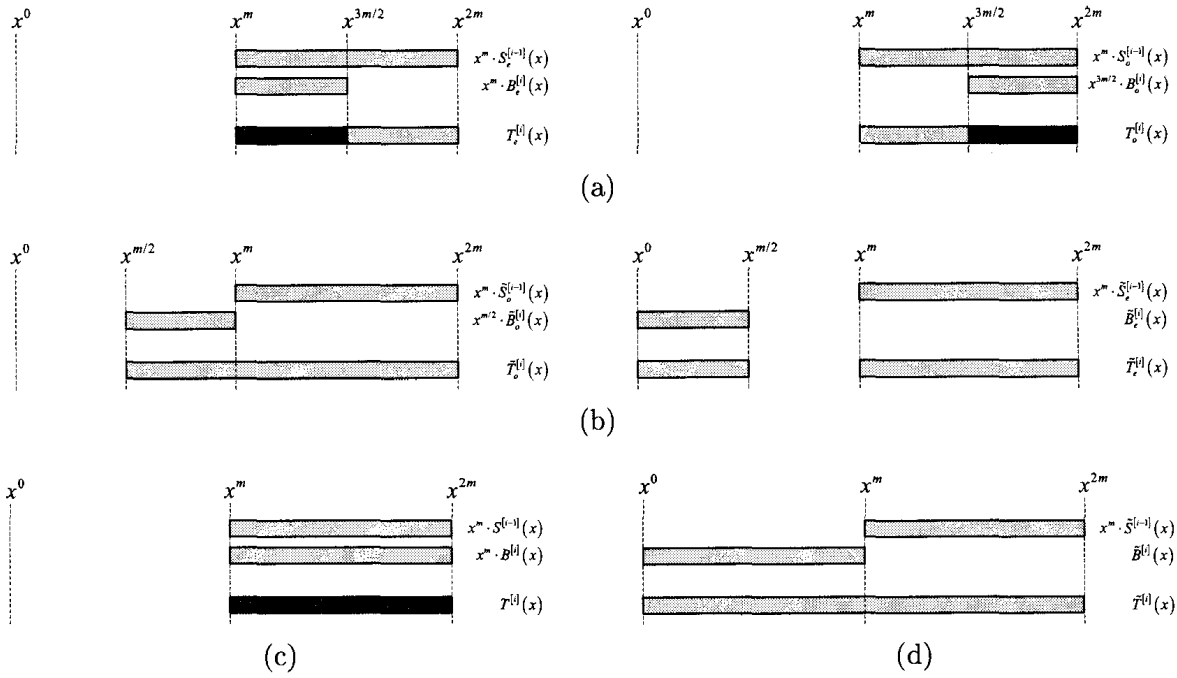 x^0 x^m x^{3m/2} x^{2m} x^0 x^m x^{3m/2} x^{2m}
x^m · S_e^{[i-1]}(x) x^m · S_o^{[i-1]}(x)
x^m · B_e^{[i]}(x) x^{3m/2} · B_o^{[i]}(x)
T_e^{[i]}(x) T_o^{[i]}(x)
(a)
x^0 x^{m/2} x^m x^{2m} x^0 x^{m/2} x^m x^{2m}
x^m · S̃_o^{[i-1]}(x) x^m · S̃_e^{[i-1]}(x)
x^{m/2} · B̃_o^{[i]}(x) B̃_e^{[i]}(x)
T̃_o^{[i]}(x) T̃_e^{[i]}(x)
(b)
x^0 x^m x^{2m} x^0 x^m x^{2m}
x^m · S^{[i-1]}(x) x^m · S̃^{[i-1]}(x)
x^m · B^{[i]}(x) B̃^{[i]}(x)
T^{[i]}(x) T̃^{[i]}(x)
(c) (d)